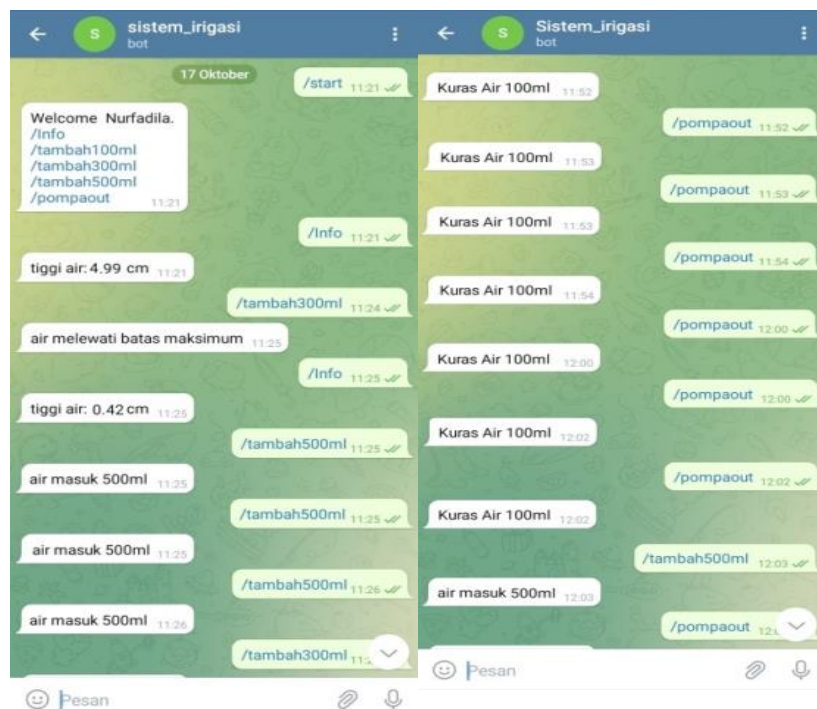 S
sistem_irigasi
bot
17 Oktober
/start 11:21
Welcome Nurfadila.
/Info
/tambah100ml
/tambah300ml
/tambah500ml
/pompaout 11:21
/Info 11:21
tiggi air: 4.99 cm 11:21
/tambah300ml 11:24
air melewati batas maksimum 11:25
/Info 11:25
tiggi air: 0.42 cm 11:25
/tambah500ml 11:25
air masuk 500ml 11:25
/tambah500ml 11:25
air masuk 500ml 11:25
/tambah500ml 11:26
air masuk 500ml 11:26
/tambah300ml
Pesan
S
Sistem_irigasi
bot
Kuras Air 100ml 11:52
/pompaout 11:52
Kuras Air 100ml 11:53
/pompaout 11:53
Kuras Air 100ml 11:53
/pompaout 11:54
Kuras Air 100ml 11:54
/pompaout 12:00
Kuras Air 100ml 12:00
/pompaout 12:00
Kuras Air 100ml 12:02
/pompaout 12:02
Kuras Air 100ml 12:02
/tambah500ml 12:03
air masuk 500ml 12:03
/pompaout
Pesan